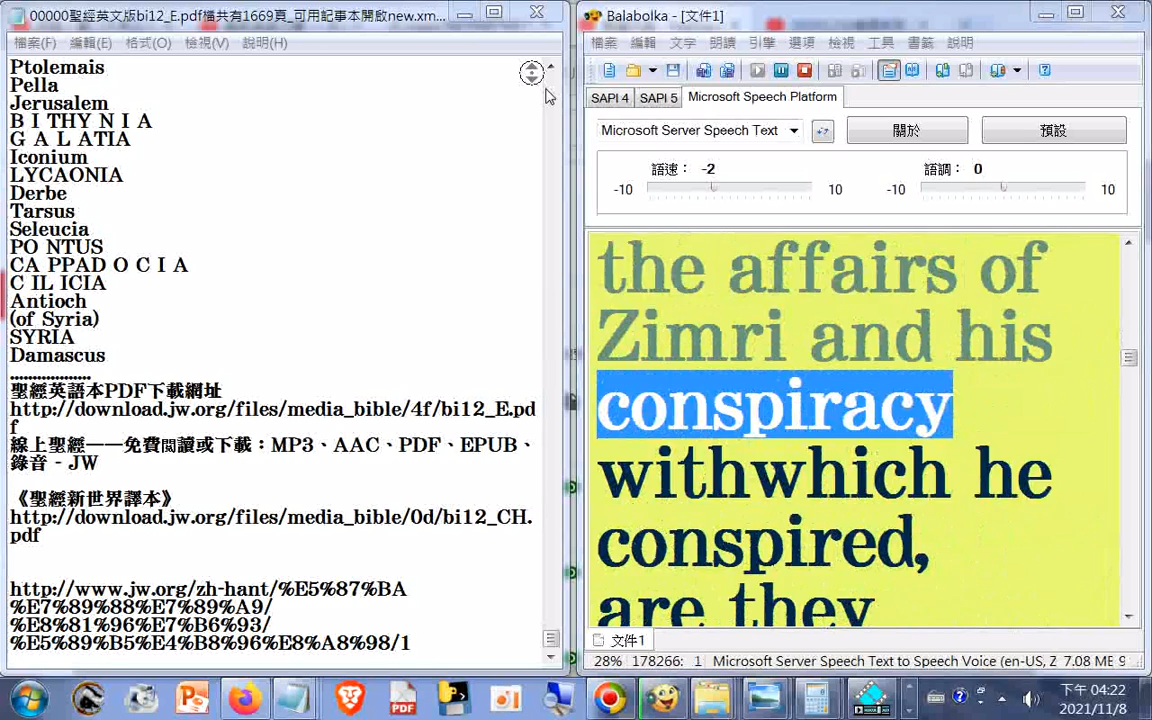 00000聖經英文版bi12_E.pdf檔共有1669頁_可用記事本開啟new.xm...
檔案(F) 編輯(E) 格式(O) 檢視(V) 說明(H)
Ptolemais
Pella
Jerusalem
B I THY N I A
G A L ATIA
Iconium
LYCAONIA
Derbe
Tarsus
Seleucia
PO NTUS
CA PPAD O C I A
C IL ICIA
Antioch
(of Syria)
SYRIA
Damascus
..................
聖經英語本PDF下載網址
http://download.jw.org/files/media_bible/4f/bi12_E.pd
f
線上聖經——免費閱讀或下載：MP3、AAC、PDF、EPUB、
錄音 - JW
《聖經新世界譯本》
http://download.jw.org/files/media_bible/0d/bi12_CH.
pdf
http://www.jw.org/zh-hant/%E5%87%BA
%E7%89%88%E7%89%A9/
%E8%81%96%E7%B6%93/
%E5%89%B5%E4%B8%96%E8%A8%98/1
Balabolka - [文件1]
檔案 編輯 文字 朗讀 引擎 選項 檢視 工具 書籤 說明
SAPI 4 SAPI 5 Microsoft Speech Platform
Microsoft Server Speech Text 關於 預設
語速： -2 語調： 0
-10 10 -10 10
the affairs of
Zimri and his
conspiracy
withwhich he
conspired,
are they
文件1
28% 178266: 1 Microsoft Server Speech Text to Speech Voice (en-US, Z 7.08 MB 9
下午 04:22
2021/11/8